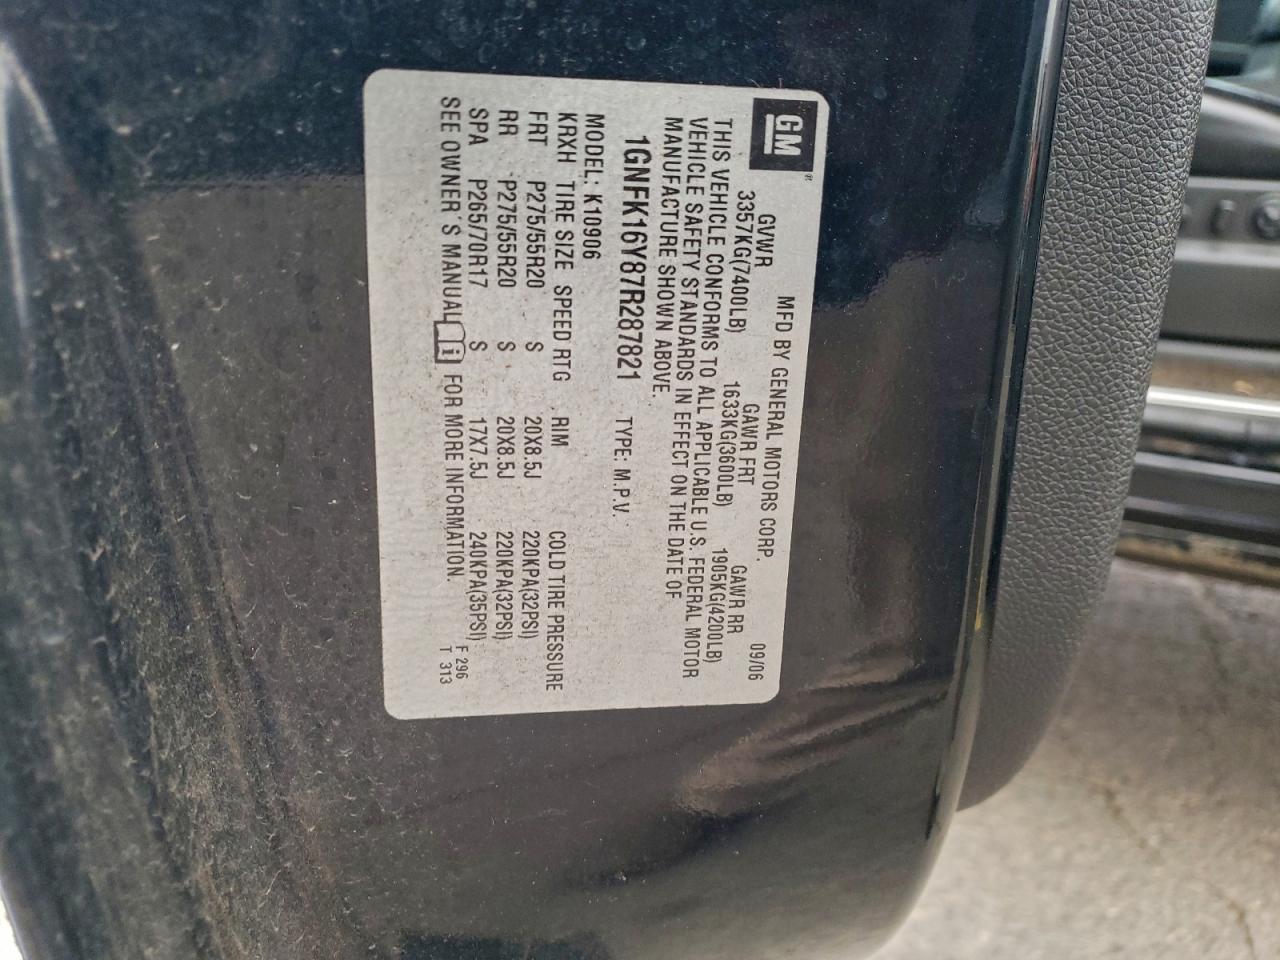 GM
MFD BY GENERAL MOTORS CORP. 09/06
GVWR GAWR FRT GAWR RR
3357KG(7400LB) 1633KG(3600LB) 1905KG(4200LB)
THIS VEHICLE CONFORMS TO ALL APPLICABLE U.S. FEDERAL MOTOR
VEHICLE SAFETY STANDARDS IN EFFECT ON THE DATE OF
MANUFACTURE SHOWN ABOVE.
1GNFK16Y87R287821 TYPE: M.P.V.
MODEL: K10906
KRXH TIRE SIZE SPEED RTG RIM COLD TIRE PRESSURE
FRT P275/55R20 S 20X8.5J 220KPA(32PSI)
RR P275/55R20 S 20X8.5J 220KPA(32PSI)
SPA P265/70R17 S 17X7.5J 240KPA(35PSI)
SEE OWNER'S MANUAL i FOR MORE INFORMATION.
F 296
T 313